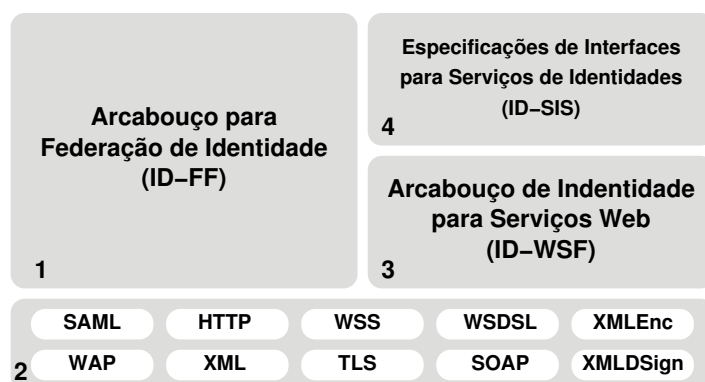 Arcabouço para
Federação de Identidade
(ID–FF)
1
Especificações de Interfaces
para Serviços de Identidades
(ID–SIS)
4
Arcabouço de Indentidade
para Serviços Web
(ID–WSF)
3
SAML HTTP WSS WSDSL XMLEnc
2 WAP XML TLS SOAP XMLDSign